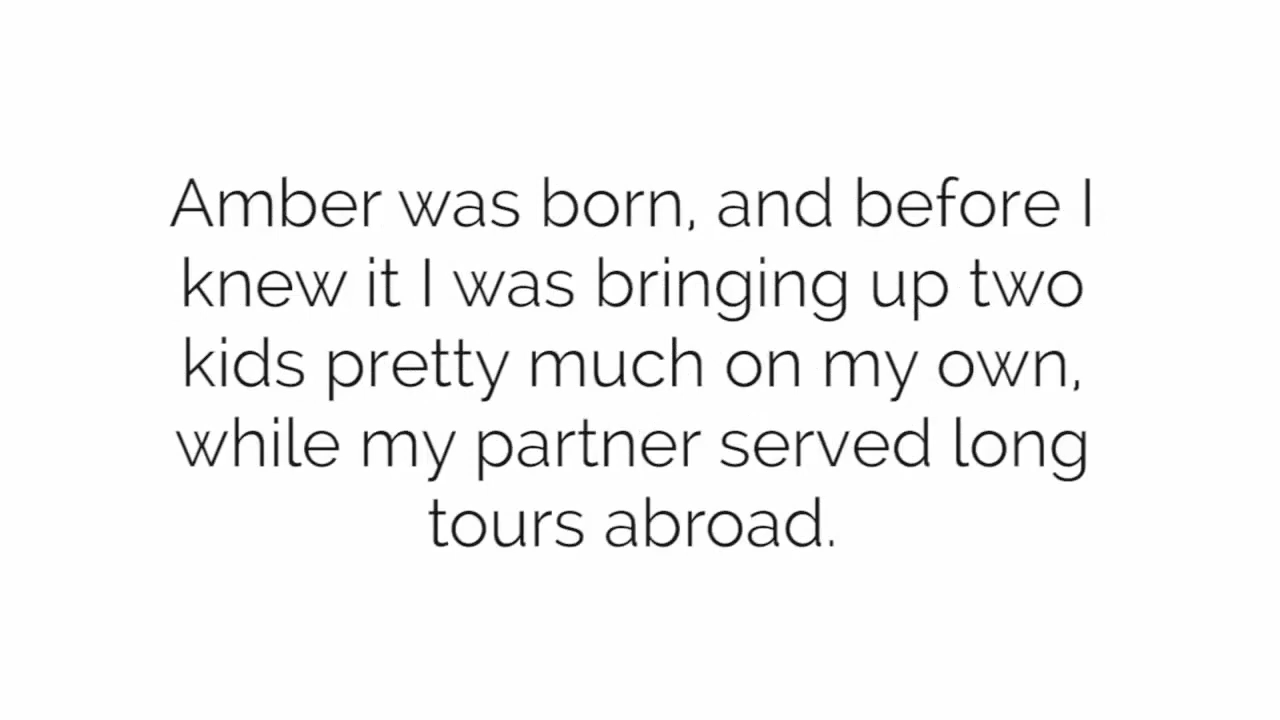 Amber was born, and before I
knew it I was bringing up two
kids pretty much on my own,
while my partner served long
tours abroad.